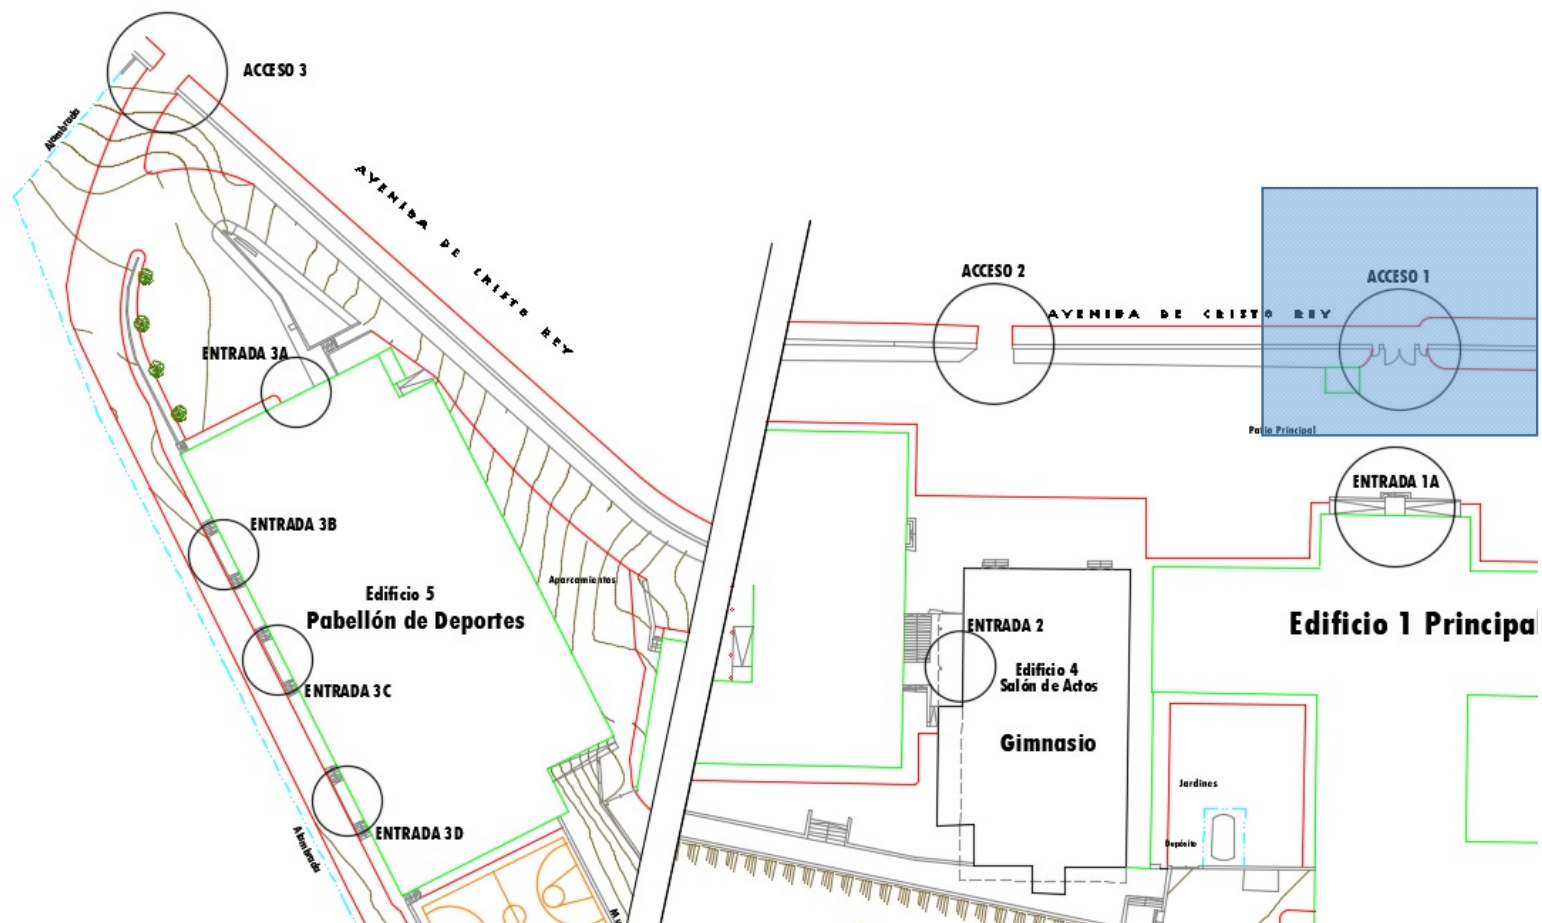 ACCESO 3
Alambrada
AVENIDA DE CRISTO REY
ACCESO 2
ACCESO 1
AVENIDA DE CRISTO REY
ENTRADA 3A
Patio Principal
ENTRADA 1A
ENTRADA 3B
Aparcamientos
Edificio 5
Pabellón de Deportes
ENTRADA 2
Edificio 1 Principal
Edificio 4
Salón de Actos
ENTRADA 3C
Gimnasio
Jardines
ENTRADA 3D
Alambrada
Depósito